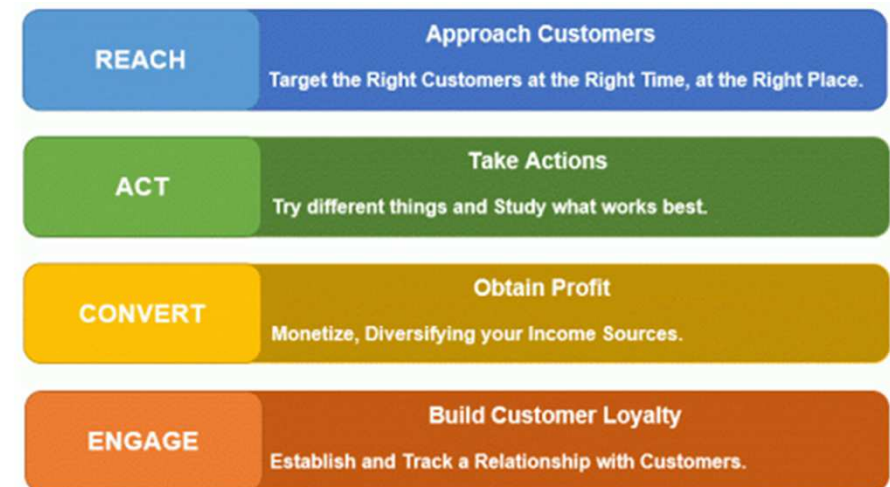 REACH
Approach Customers
Target the Right Customers at the Right Time, at the Right Place.
ACT
Take Actions
Try different things and Study what works best.
CONVERT
Obtain Profit
Monetize, Diversifying your Income Sources.
ENGAGE
Build Customer Loyalty
Establish and Track a Relationship with Customers.